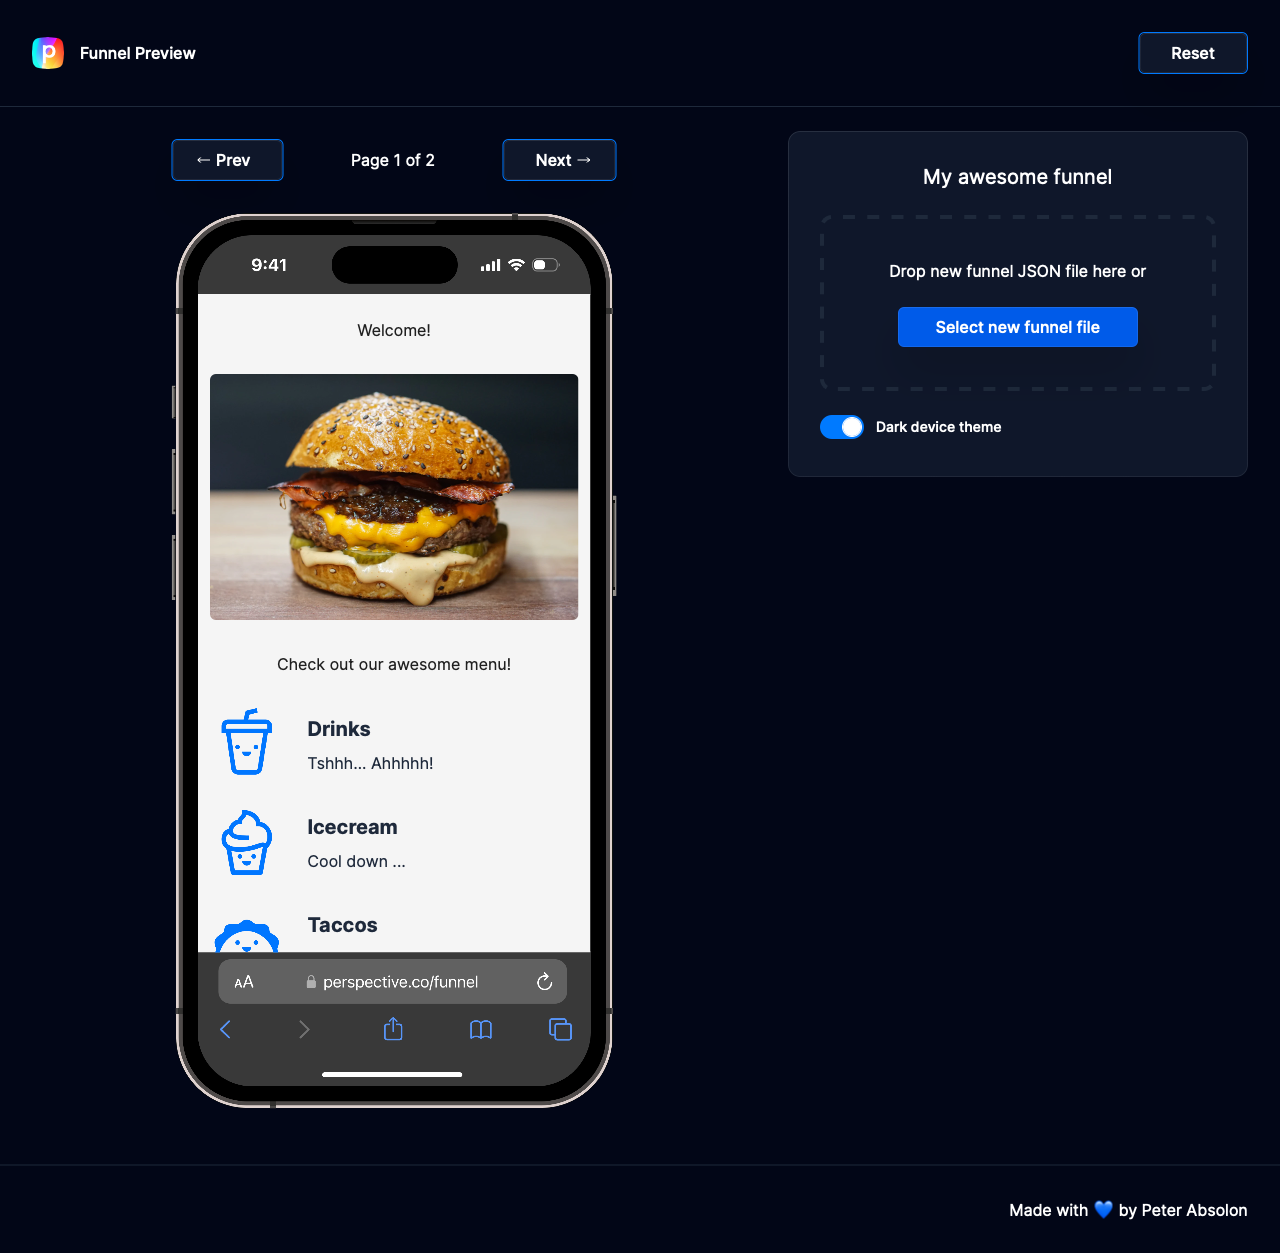 Funnel Preview
Reset
← Prev
Page 1 of 2
Next →
My awesome funnel
Drop new funnel JSON file here or
Select new funnel file
Dark device theme
9:41
Welcome!
Check out our awesome menu!
Drinks
Tshhh... Ahhhhh!
Icecream
Cool down ...
Taccos
AA
perspective.co/funnel
Made with 💙 by Peter Absolon